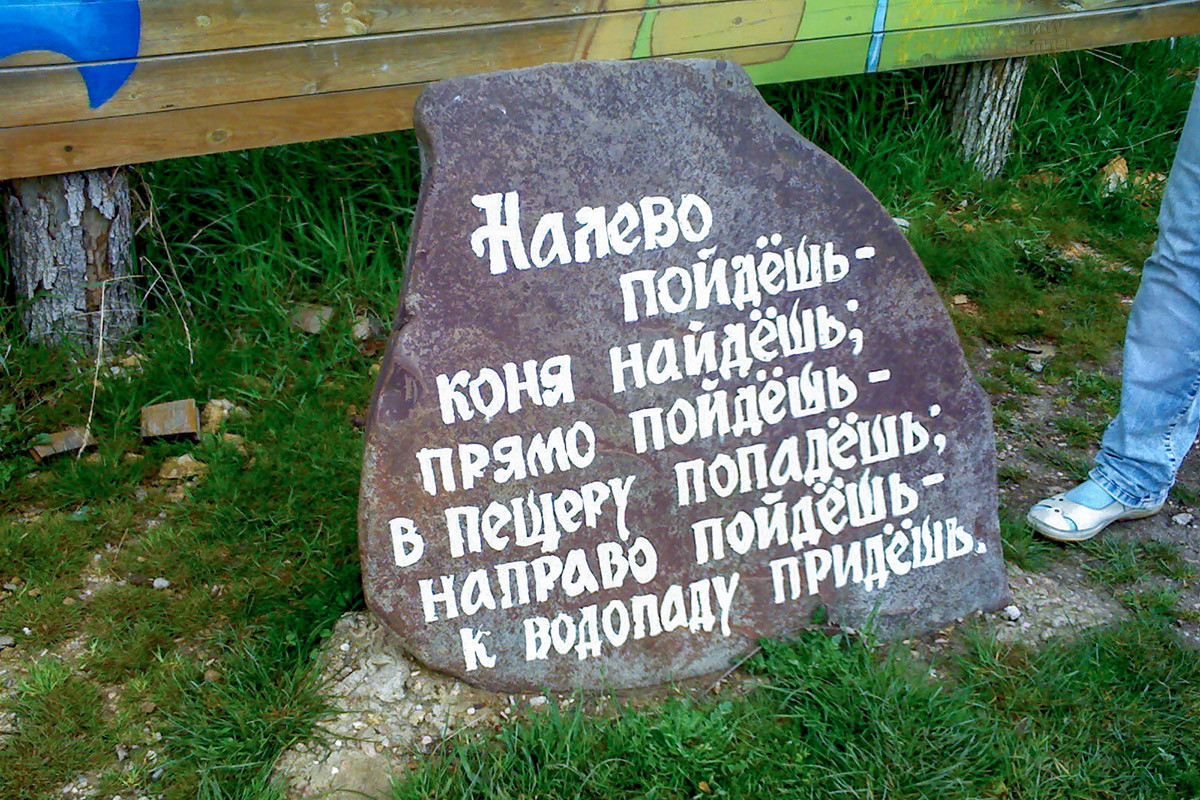 Налево
пойдёшь-
коня найдёшь;
прямо пойдёшь -
в пещеру попадёшь;
направо пойдёшь -
к водопаду придёшь.